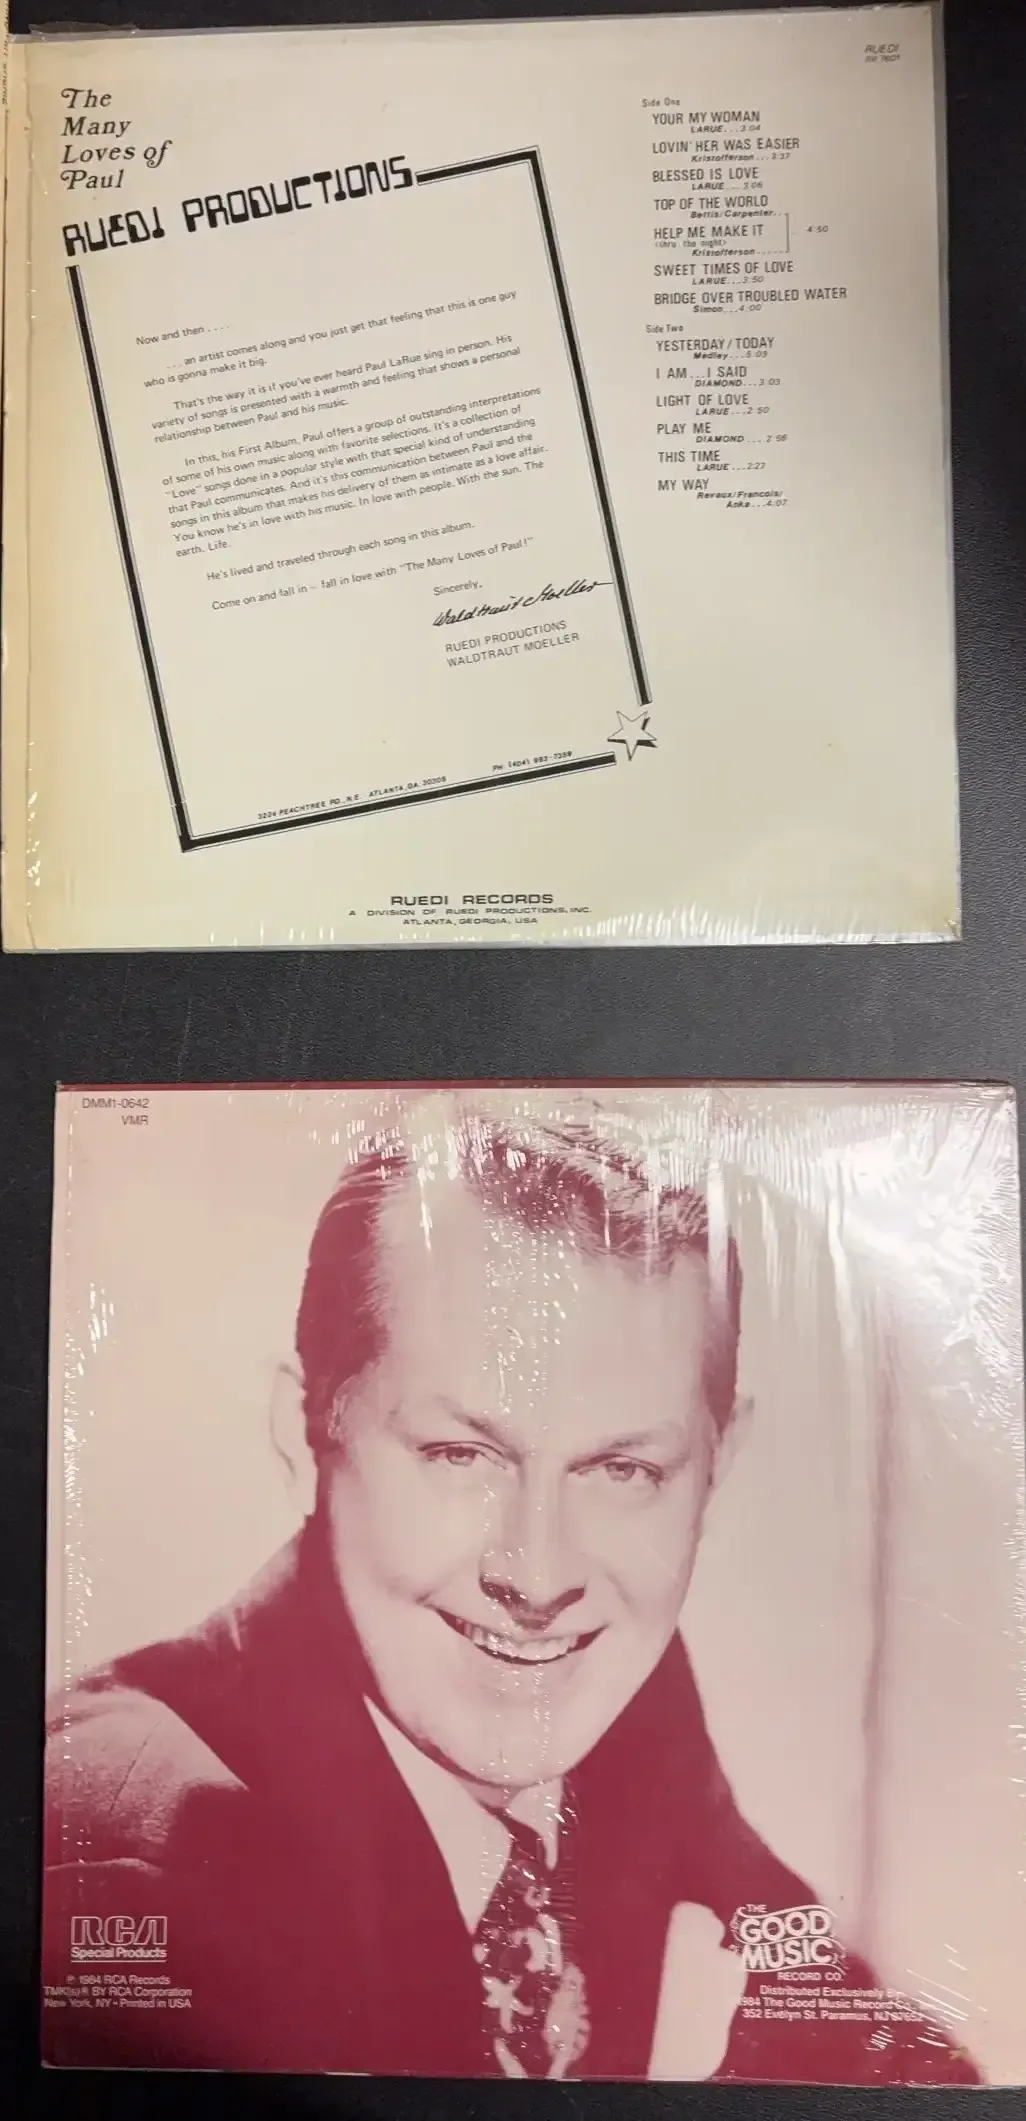 The
Many
Loves of
Paul
RUEDI PRODUCTIONS
Now and then . . . .
. . . an artist comes along and you just get that feeling that this is one guy
who is gonna make it big.
That's the way it is if you've ever heard Paul LaRue sing in person. His
variety of songs is presented with a warmth and feeling that shows a personal
relationship between Paul and his music.
In this, his First Album, Paul offers a group of outstanding interpretations
of some of his own music along with favorite selections. It's a collection of
"Love" songs done in a popular style with that special kind of understanding
that Paul communicates. And it's this communication between Paul and the
songs in this album that makes his delivery of them as intimate as a love affair.
You know he's in love with his music. In love with people. With the sun. The
earth. Life.
He's lived and traveled through each song in this album.
Come on and fall in – fall in love with "The Many Loves of Paul!"
Sincerely,
Waldtraut Moeller
RUEDI PRODUCTIONS
WALDTRAUT MOELLER
3224 PEACHTREE RD., N.E. ATLANTA, GA. 30305
PH: (404)
RUEDI
RR 7601
Side One
YOUR MY WOMAN
LARUE...3:04
LOVIN' HER WAS EASIER
Kristofferson...3:37
BLESSED IS LOVE
LARUE...3:06
TOP OF THE WORLD
Bettis/Carpenter..
HELP ME MAKE IT
4:50
(thru the night)
Kristofferson......
SWEET TIMES OF LOVE
LARUE...3:50
BRIDGE OVER TROUBLED WATER
Simon...4:00
Side Two
YESTERDAY/TODAY
Medley...5:09
I AM...I SAID
DIAMOND...3:03
LIGHT OF LOVE
LARUE...2:50
PLAY ME
DIAMOND...2:56
THIS TIME
LARUE...2:27
MY WAY
Revaux/Francois/
Anka...4:07
RUEDI RECORDS
A DIVISION OF RUEDI PRODUCTIONS, INC.
ATLANTA, GEORGIA, USA
DMM1-0642
VMR
RCA
Special Products
℗ 1984 RCA Records
TMK(s) ® BY RCA Corporation
New York, NY • Printed in USA
THE
GOOD
MUSIC
RECORD CO.
Distributed Exclusively By
1984 The Good Music Record Co.,
352 Evelyn St. Paramus, NJ 07652